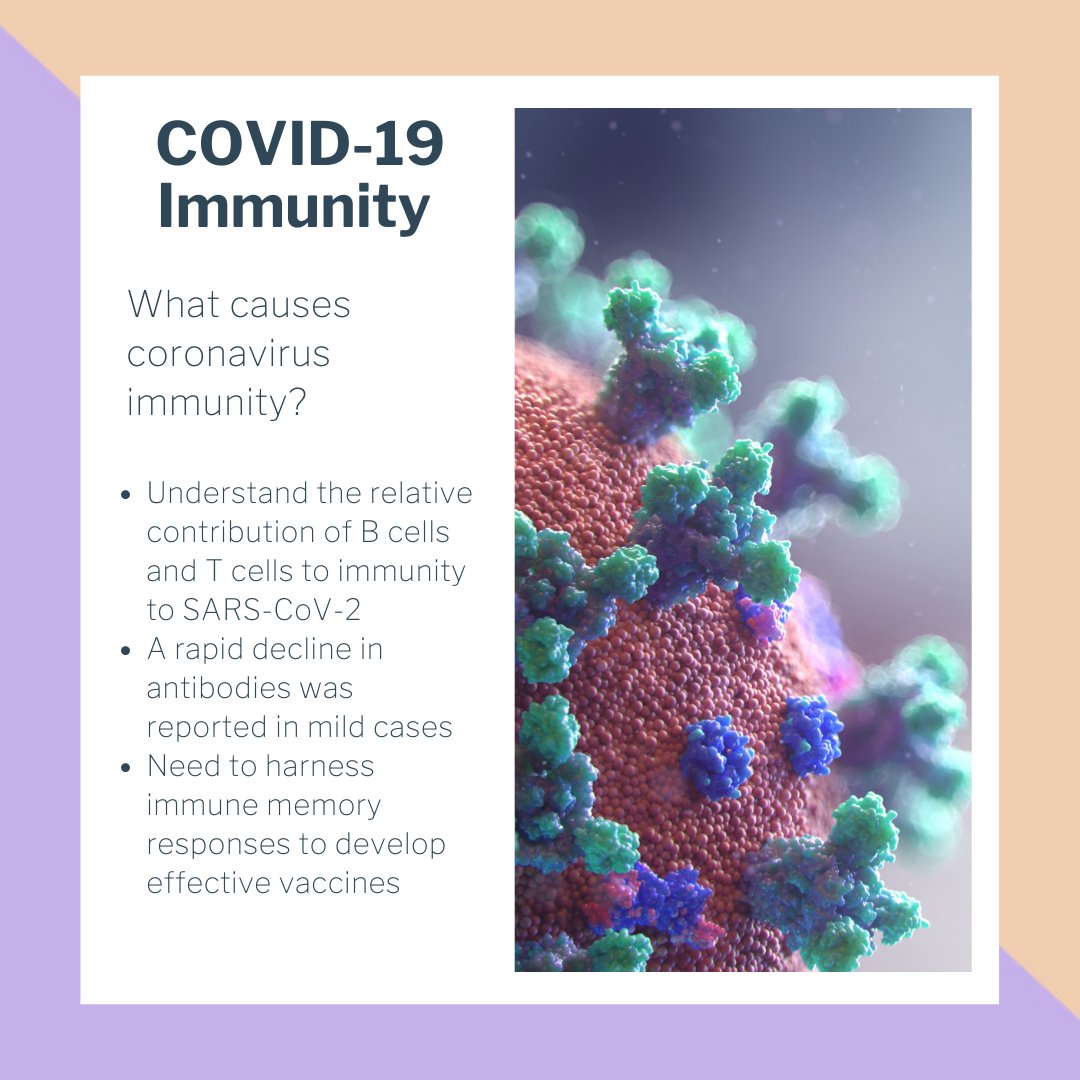 COVID-19
Immunity
What causes
coronavirus
immunity?
• Understand the relative
contribution of B cells
and T cells to immunity
to SARS-CoV-2
• A rapid decline in
antibodies was
reported in mild cases
• Need to harness
immune memory
responses to develop
effective vaccines